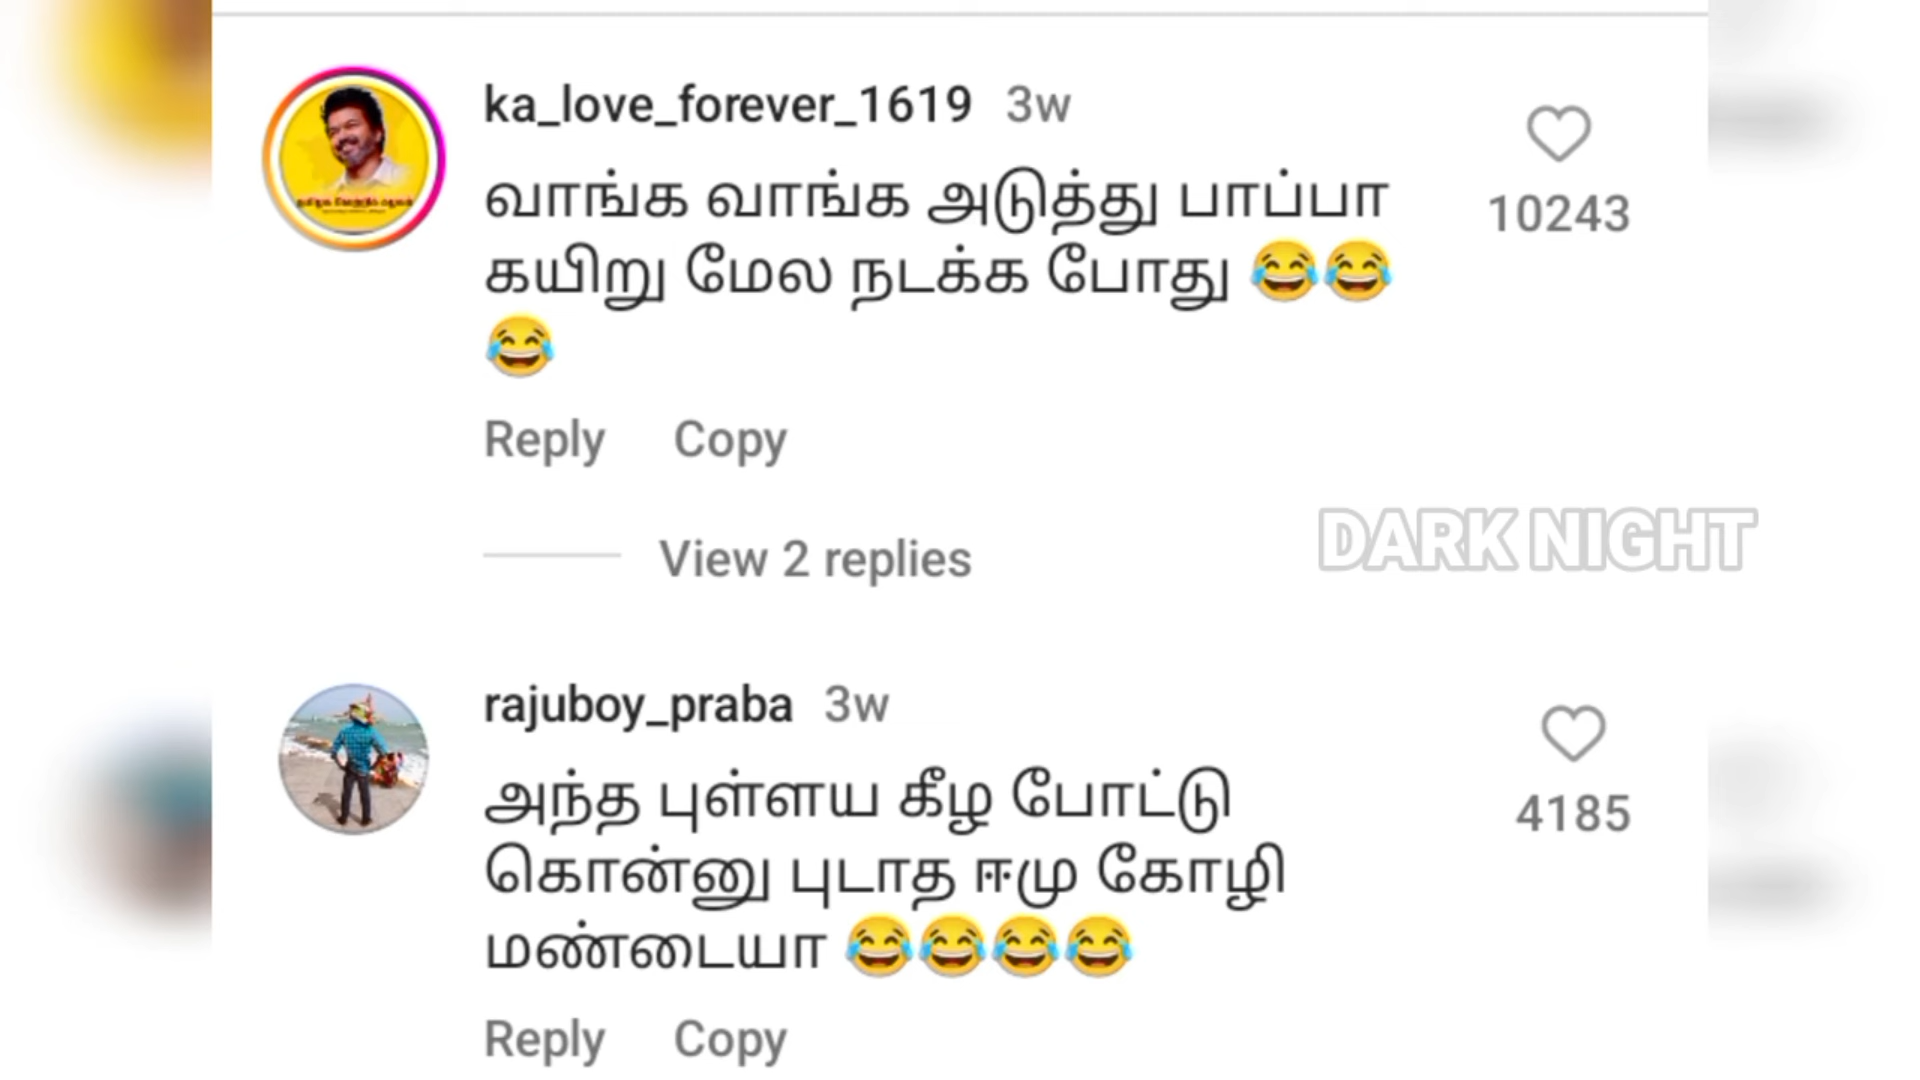 ka_love_forever_1619 3w
வாங்க வாங்க அடுத்து பாப்பா
கயிறு மேல நடக்க போது 😂😂
😂
10243
Reply Copy
View 2 replies
DARK NIGHT
rajuboy_praba 3w
அந்த புள்ளய கீழ போட்டு
கொன்னு புடாத ஈமு கோழி
மண்டையா 😂😂😂😂
4185
Reply Copy